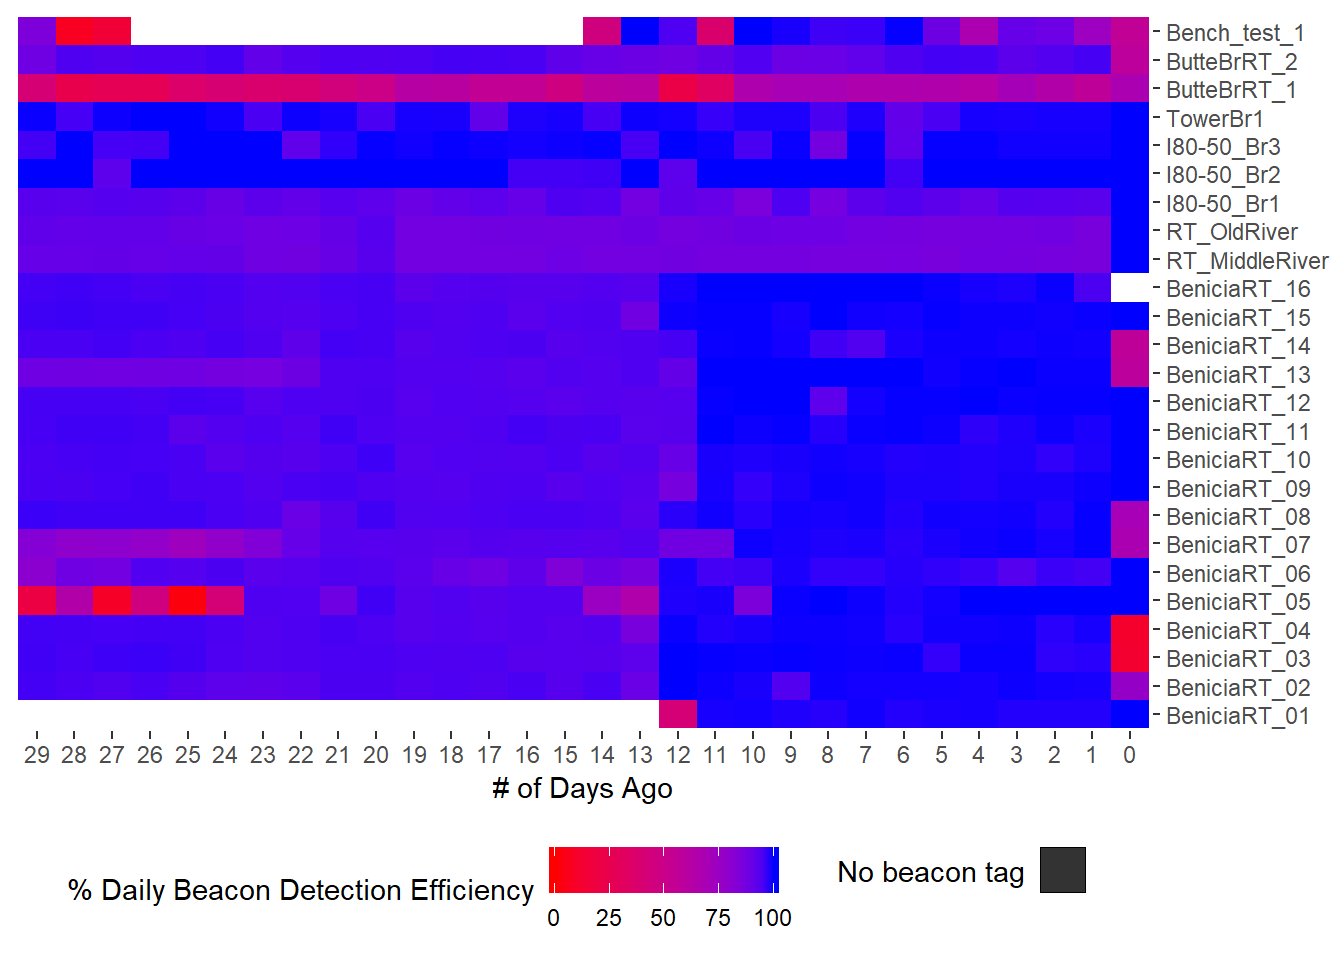 Bench_test_1
ButteBrRT_2
ButteBrRT_1
TowerBr1
I80-50_Br3
I80-50_Br2
I80-50_Br1
RT_OldRiver
RT_MiddleRiver
BeniciaRT_16
BeniciaRT_15
BeniciaRT_14
BeniciaRT_13
BeniciaRT_12
BeniciaRT_11
BeniciaRT_10
BeniciaRT_09
BeniciaRT_08
BeniciaRT_07
BeniciaRT_06
BeniciaRT_05
BeniciaRT_04
BeniciaRT_03
BeniciaRT_02
BeniciaRT_01
29 28 27 26 25 24 23 22 21 20 19 18 17 16 15 14 13 12 11 10 9 8 7 6 5 4 3 2 1 0
# of Days Ago
% Daily Beacon Detection Efficiency
0 25 50 75 100
No beacon tag